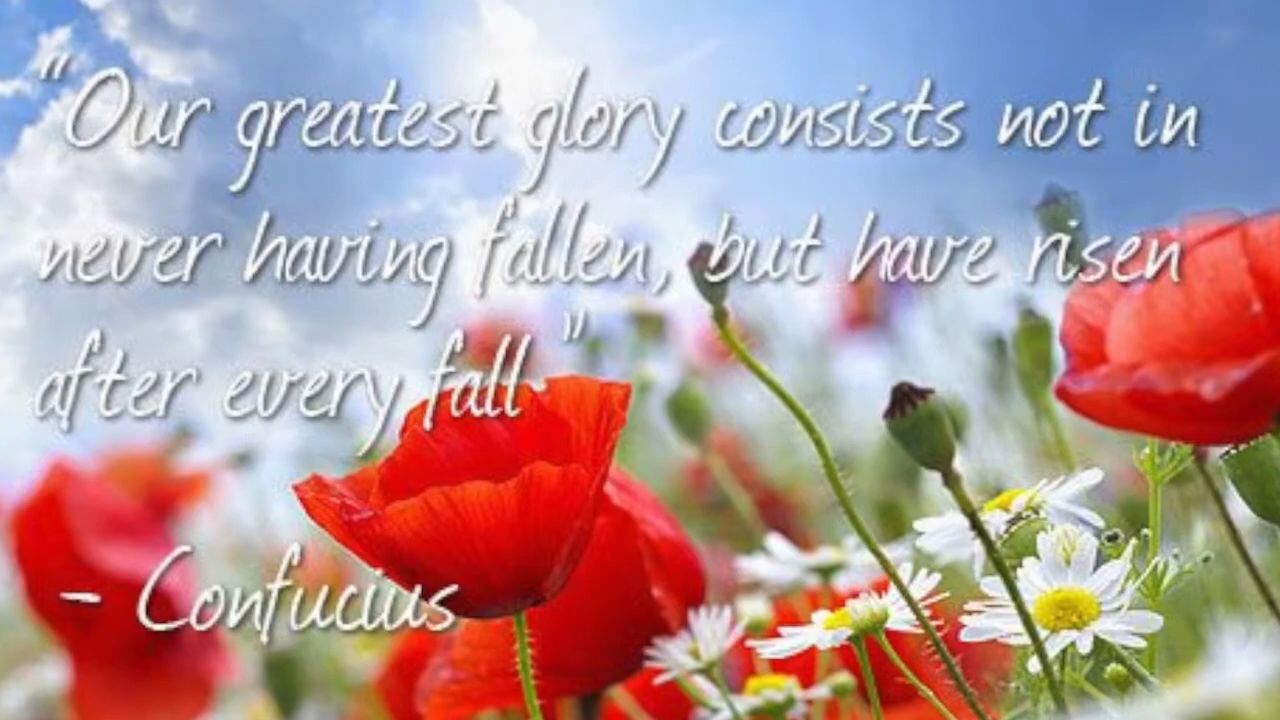 "Our greatest glory consists not in
never having fallen, but have risen
after every fall"
- Confucius